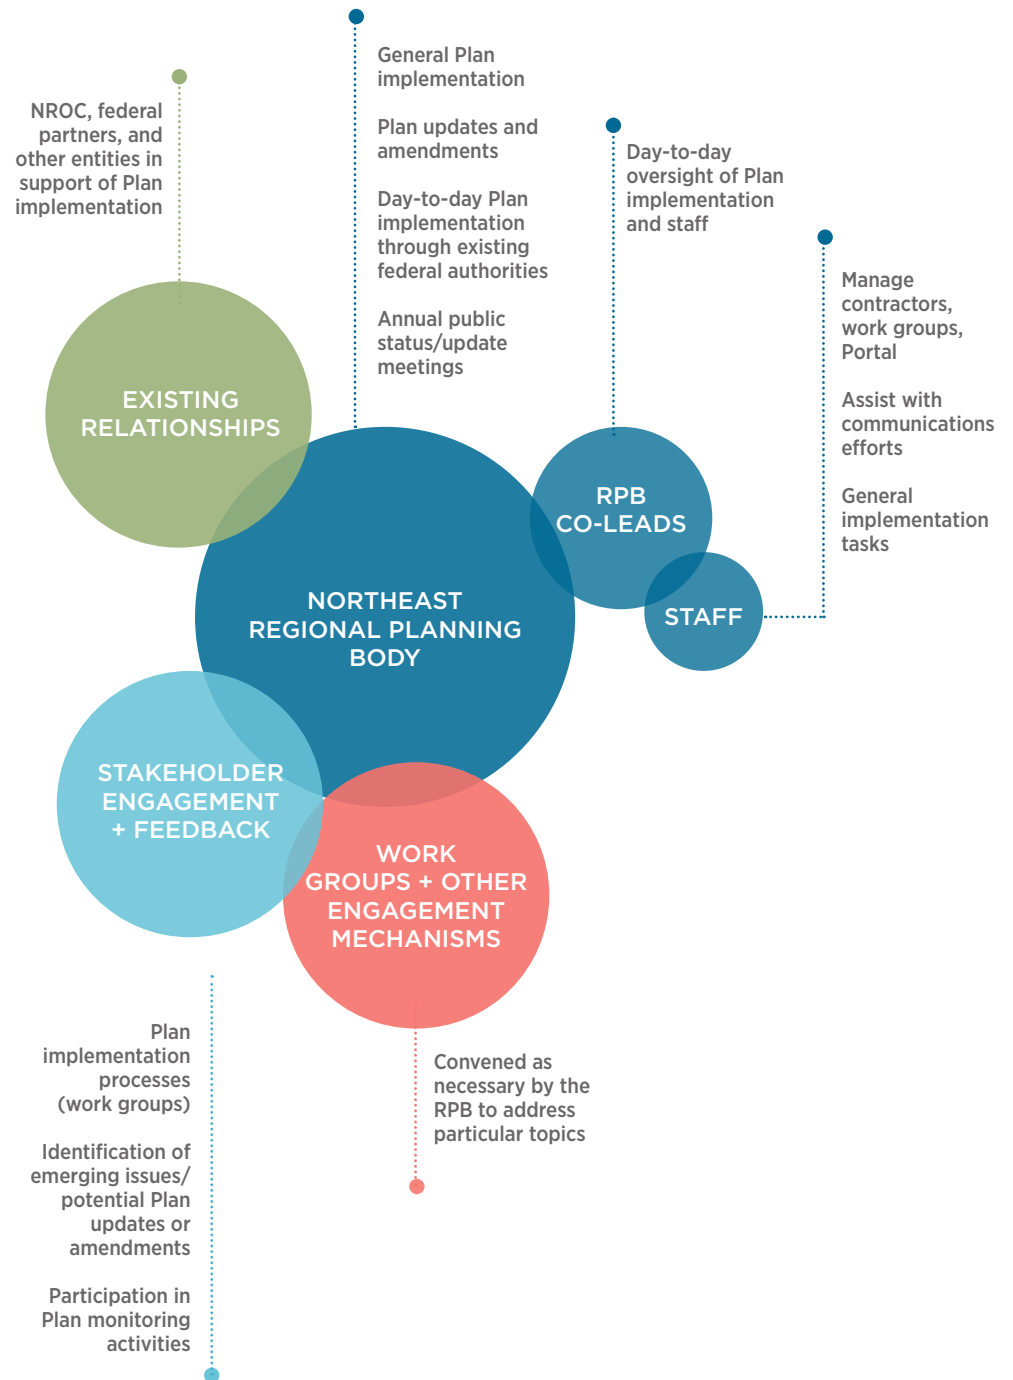 General Plan
implementation
Plan updates and
amendments
Day-to-day Plan
implementation
through existing
federal authorities
Annual public
status/update
meetings
NROC, federal
partners, and
other entities in
support of Plan
implementation
Day-to-day
oversight of Plan
implementation
and staff
Manage
contractors,
work groups,
Portal
Assist with
communications
efforts
General
implementation
tasks
EXISTING
RELATIONSHIPS
RPB
CO-LEADS
STAFF
NORTHEAST
REGIONAL PLANNING
BODY
STAKEHOLDER
ENGAGEMENT
+ FEEDBACK
WORK
GROUPS + OTHER
ENGAGEMENT
MECHANISMS
Plan
implementation
processes
(work groups)
Identification of
emerging issues/
potential Plan
updates or
amendments
Participation in
Plan monitoring
activities
Convened as
necessary by the
RPB to address
particular topics